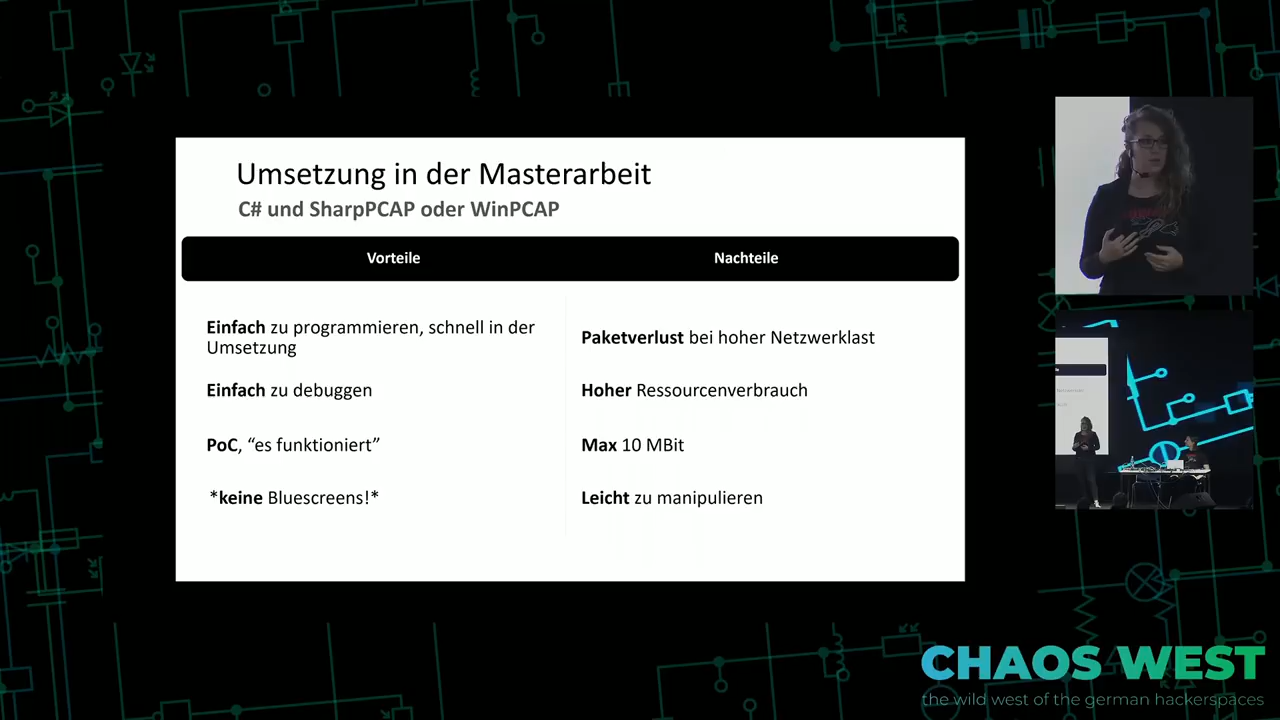 Umsetzung in der Masterarbeit
C# und SharpPCAP oder WinPCAP
Vorteile
Nachteile
Einfach zu programmieren, schnell in der
Umsetzung
Paketverlust bei hoher Netzwerklast
Einfach zu debuggen
Hoher Ressourcenverbrauch
PoC, “es funktioniert”
Max 10 MBit
*keine Bluescreens!*
Leicht zu manipulieren
CHAOS WEST
the wild west of the german hackerspaces